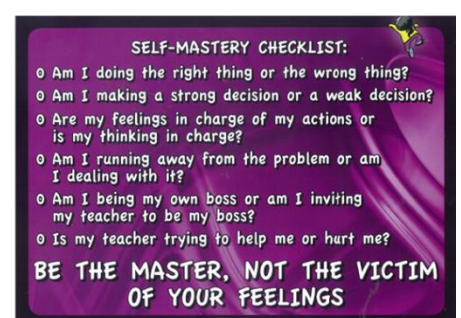 SELF-MASTERY CHECKLIST:
o Am I doing the right thing or the wrong thing?
o Am I making a strong decision or a weak decision?
o Are my feelings in charge of my actions or
is my thinking in charge?
o Am I running away from the problem or am
I dealing with it?
o Am I being my own boss or am I inviting
my teacher to be my boss?
o Is my teacher trying to help me or hurt me?
BE THE MASTER, NOT THE VICTIM
OF YOUR FEELINGS